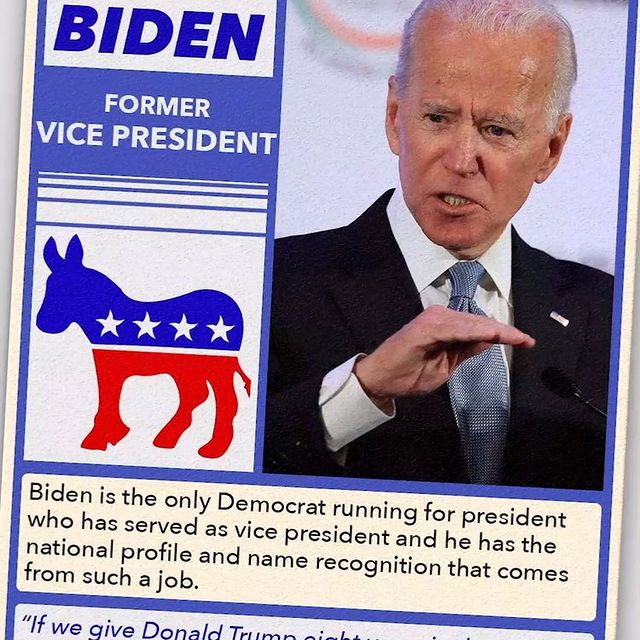 BIDEN
FORMER
VICE PRESIDENT
Biden is the only Democrat running for president
who has served as vice president and he has the
national profile and name recognition that comes
from such a job.
“If we give Donald Trump eight